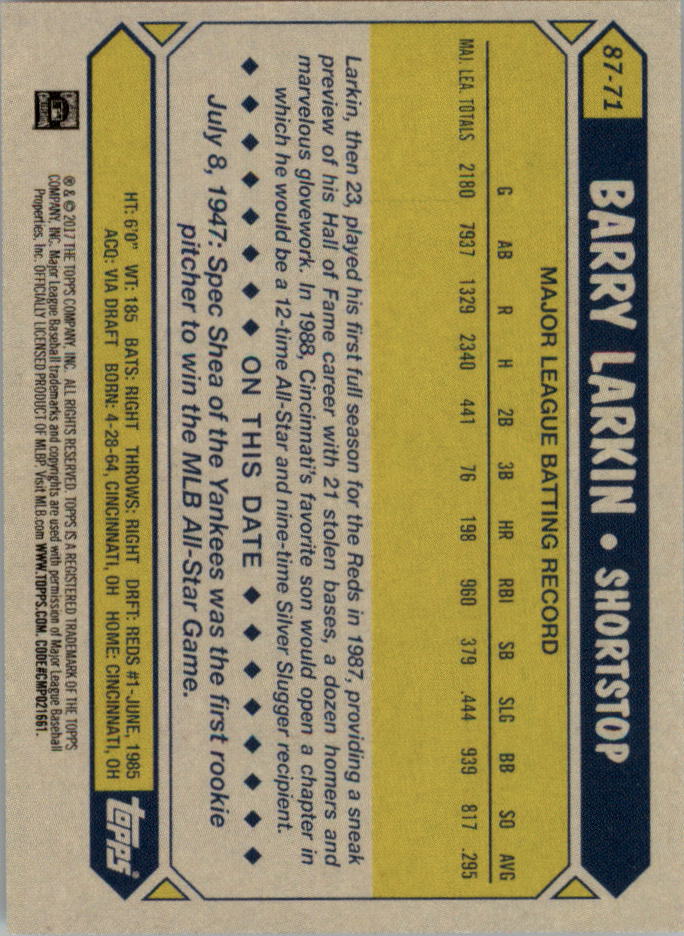 87-71
BARRY LARKIN • SHORTSTOP
MAJOR LEAGUE BATTING RECORD
G AB R H 2B 3B HR RBI SB SLG BB SO AVG
MAJ. LEA. TOTALS 2180 7937 1329 2340 441 76 198 960 379 .444 939 817 .295
Larkin, then 23, played his first full season for the Reds in 1987, providing a sneak
preview of his Hall of Fame career with 21 stolen bases, a dozen homers and
marvelous glovework. In 1988, Cincinnati's favorite son would open a chapter in
which he would be a 12-time All-Star and nine-time Silver Slugger recipient.
◆ ◆ ◆ ◆ ◆ ◆ ◆ ◆ ON THIS DATE ◆ ◆ ◆ ◆ ◆ ◆ ◆ ◆
July 8, 1947: Spec Shea of the Yankees was the first rookie
pitcher to win the MLB All-Star Game.
HT: 6'0" WT: 185 BATS: RIGHT THROWS: RIGHT DRFT: REDS #1-JUNE, 1985
ACQ: VIA DRAFT BORN: 4-28-64, CINCINNATI, OH HOME: CINCINNATI, OH
topps
® & © 2017 THE TOPPS COMPANY, INC. ALL RIGHTS RESERVED. TOPPS IS A REGISTERED TRADEMARK OF THE TOPPS
COMPANY, INC. Major League Baseball trademarks and copyrights are used with permission of Major League Baseball
Properties, Inc. OFFICIALLY LICENSED PRODUCT OF MLBP. Visit MLB.com WWW.TOPPS.COM. CODE#CMP021661.